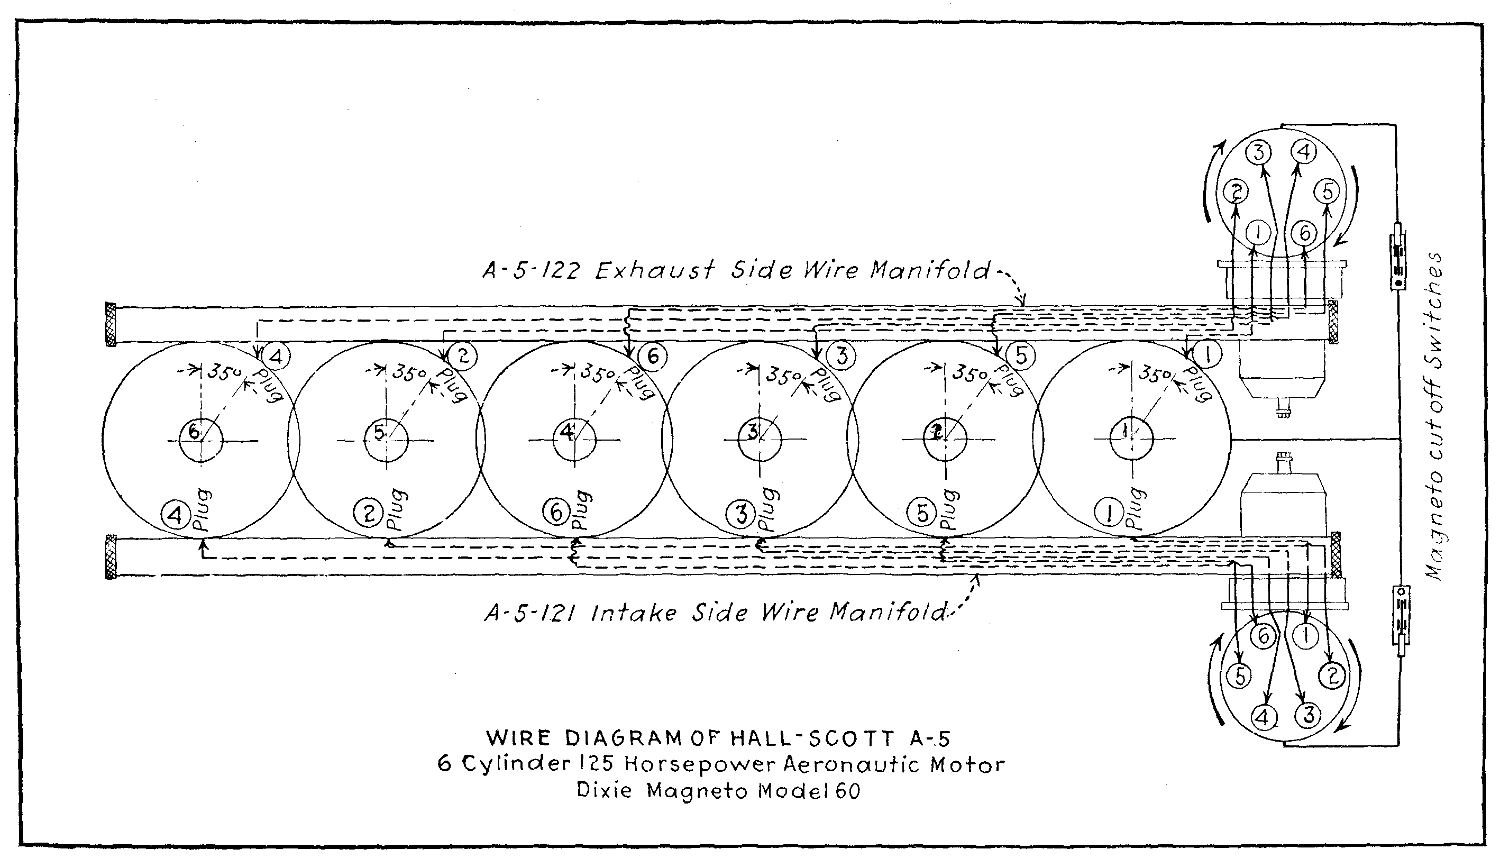 3 4
2 5
1 6
A-5-122 Exhaust Side Wire Manifold
4 2 6 3 5 1
35° Plug 35° Plug 35° Plug 35° Plug 35° Plug 35° Plug
6 5 4 3 2 1
4 Plug 2 Plug 6 Plug 3 Plug 5 Plug 1 Plug
A-5-121 Intake Side Wire Manifold
6 1
5 2
4 3
Magneto cut off Switches
WIRE DIAGRAM OF HALL-SCOTT A-5
6 Cylinder 125 Horsepower Aeronautic Motor
Dixie Magneto Model 60